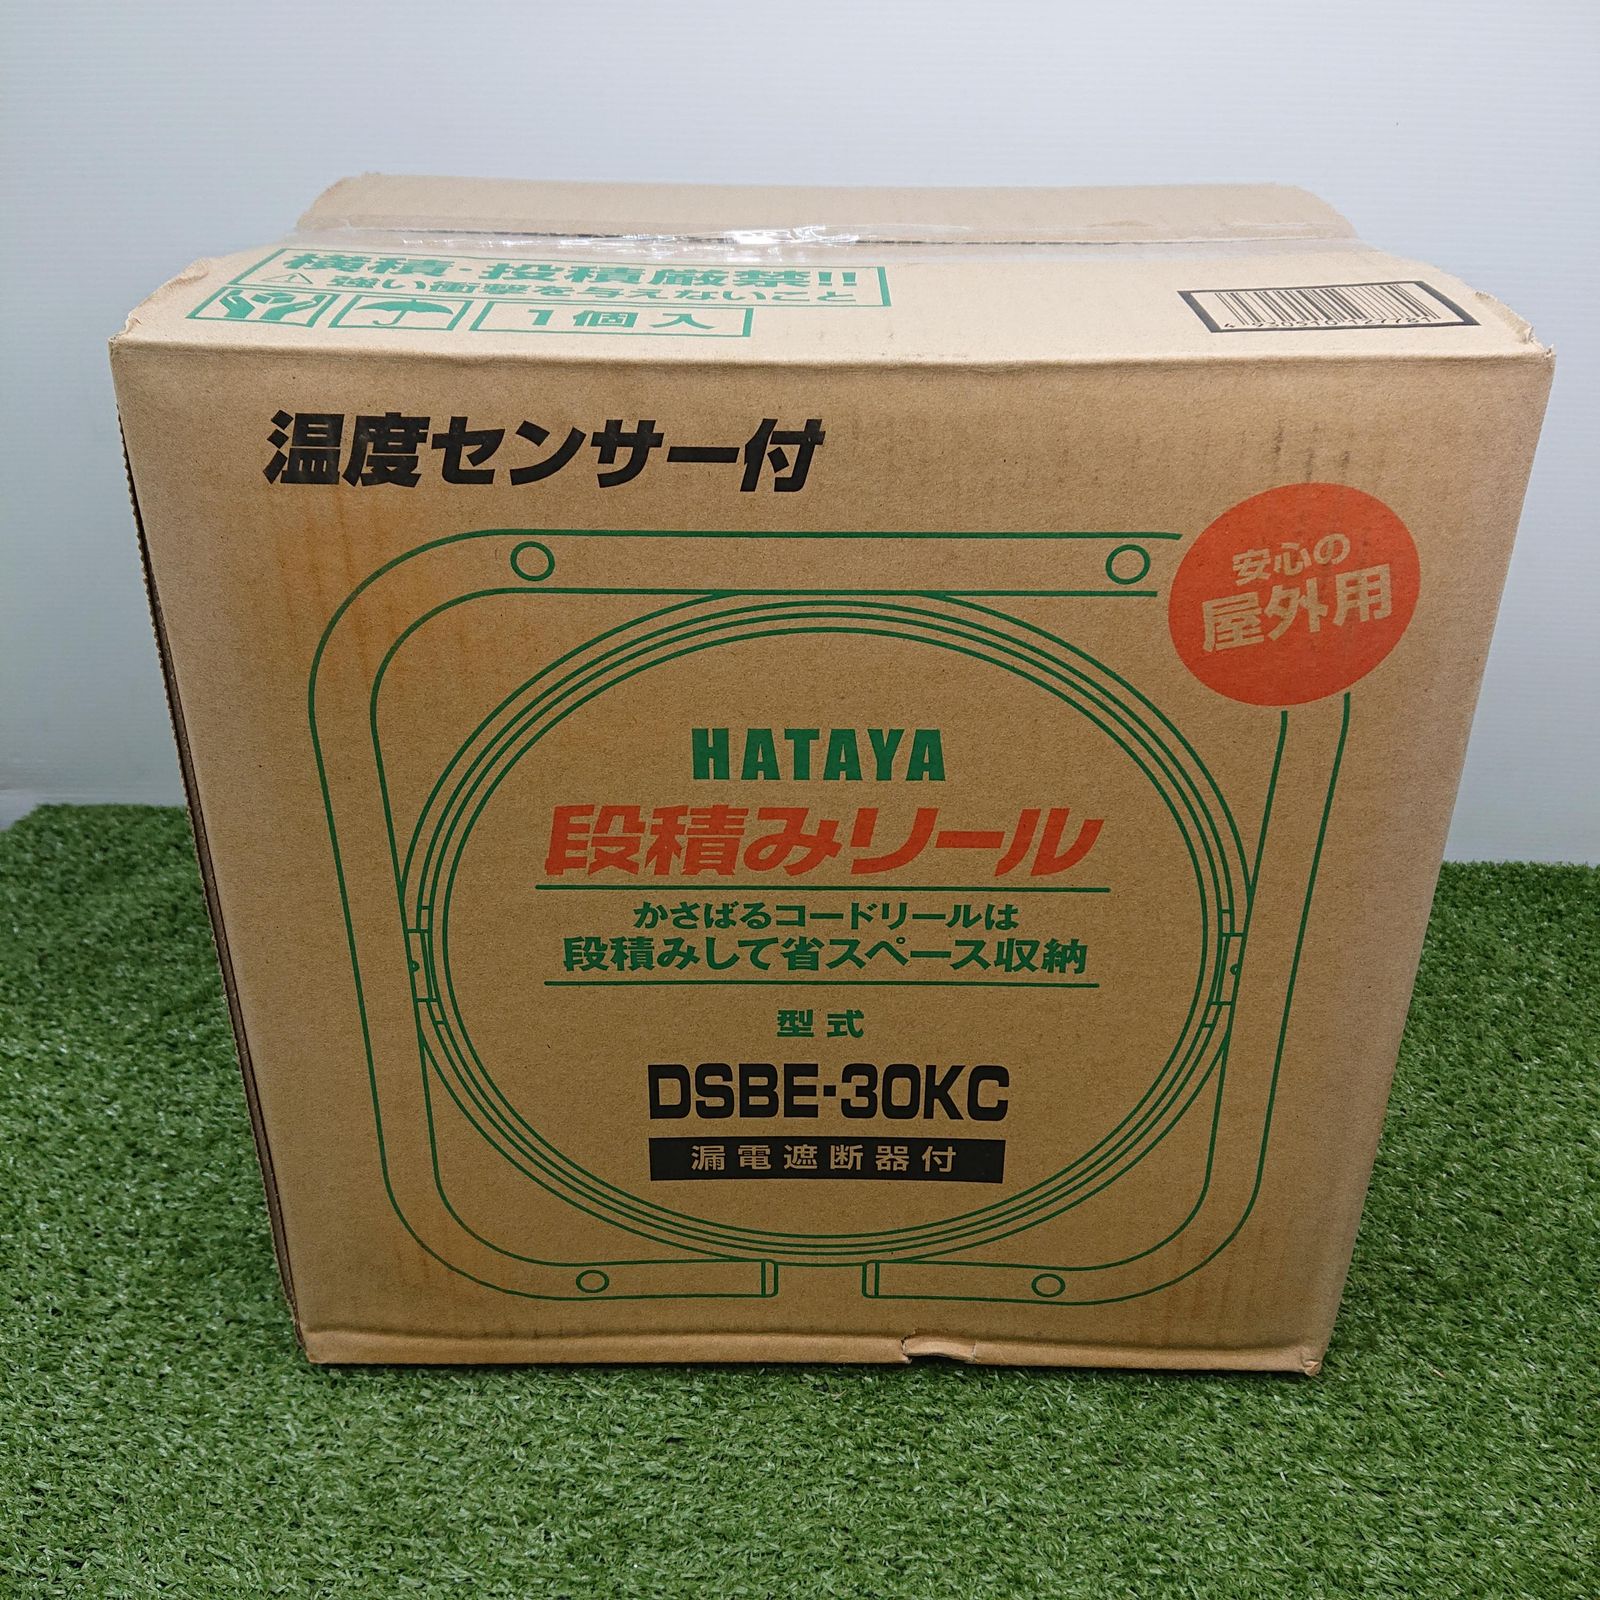 横積・投積厳禁!!
⚠強い衝撃を与えないこと
1個入
温度センサー付
安心の
屋外用
HATAYA
段積みリール
かさばるコードリールは
段積みして省スペース収納
型式
DSBE-30KC
漏電遮断器付